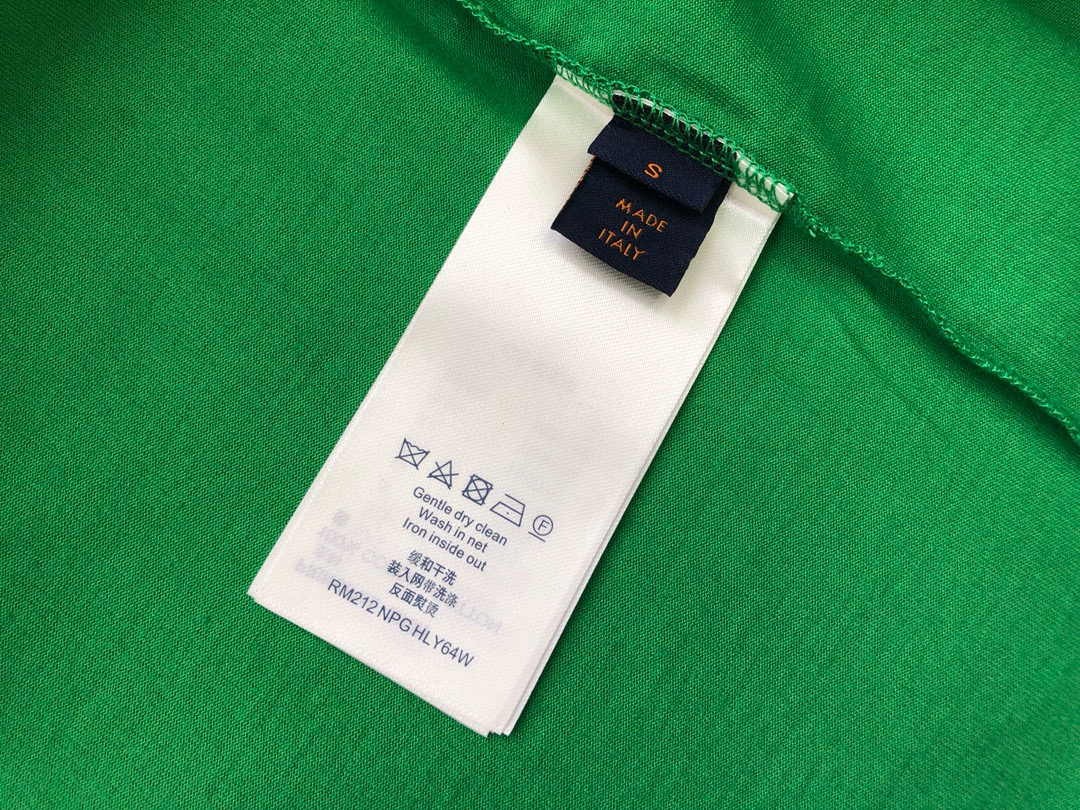 S
MADE
IN
ITALY
F
Gentle dry clean
Wash in net
Iron inside out
缓和干洗
装入网带洗涤
反面熨烫
RM212 NPG HLY64W